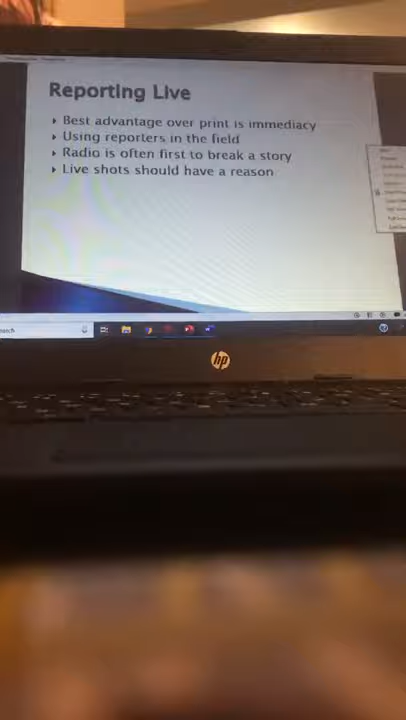 Reporting Live
Best advantage over print is immediacy
Using reporters in the field
Radio is often first to break a story
Live shots should have a reason
hp